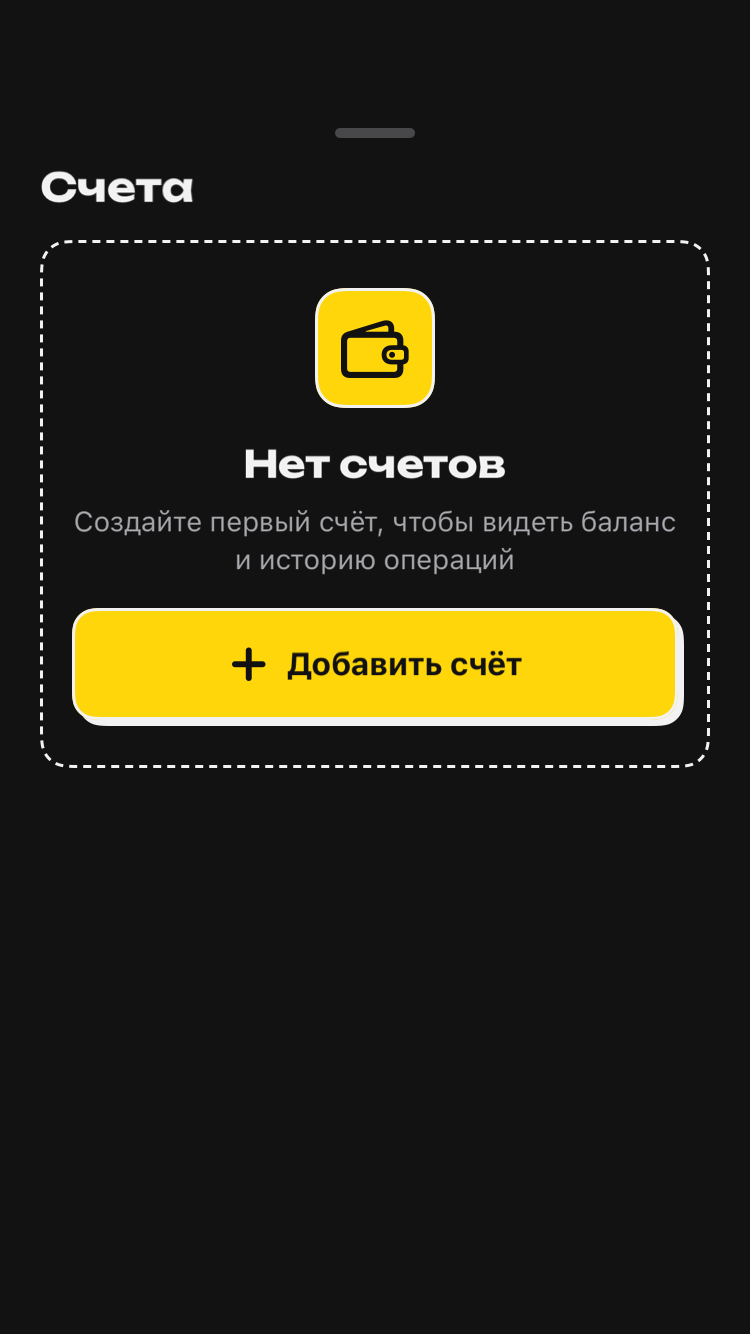 Счета
Нет счетов
Создайте первый счёт, чтобы видеть баланс
и историю операций
Добавить счёт